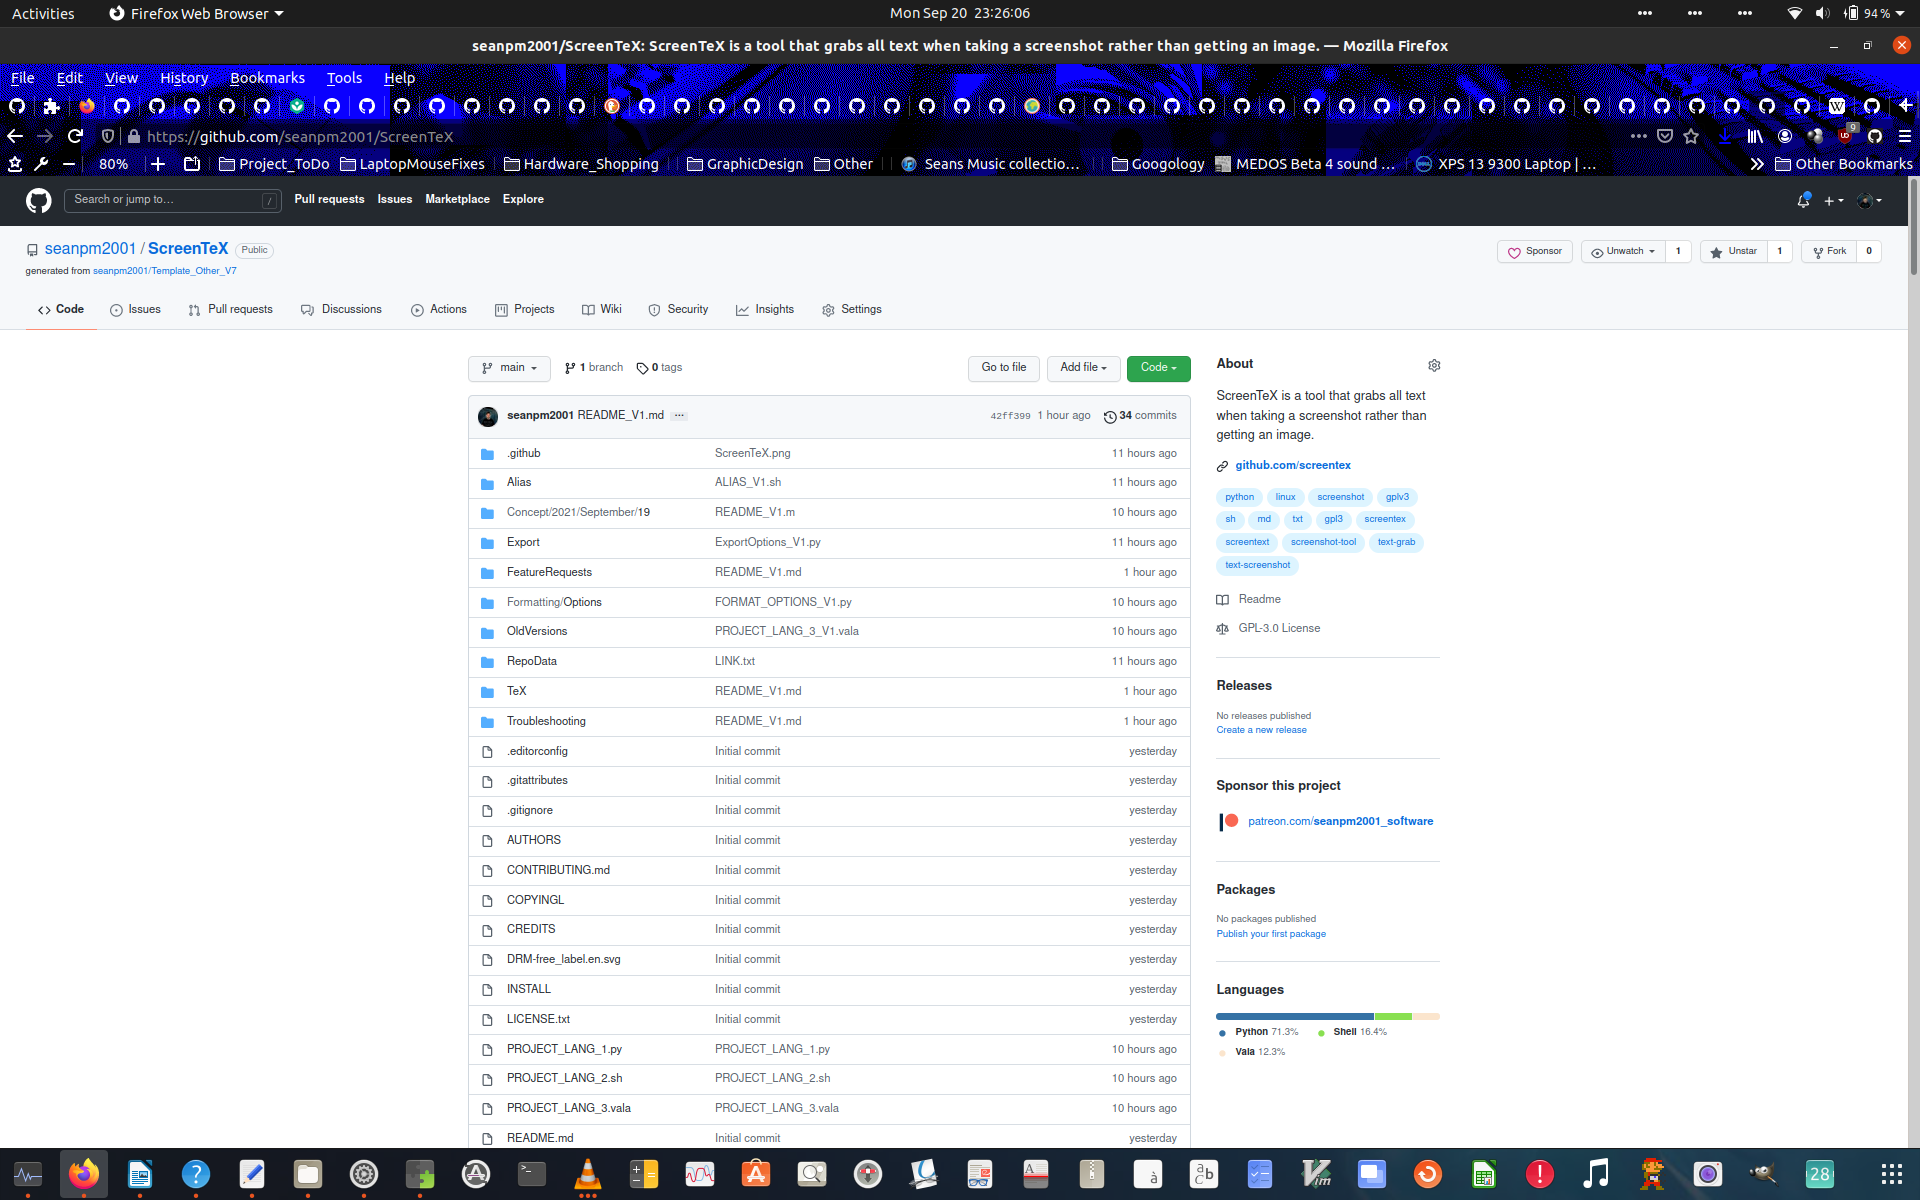 Activities Firefox Web Browser Mon Sep 20 23:26:06 94 %
seanpm2001/ScreenTeX: ScreenTeX is a tool that grabs all text when taking a screenshot rather than getting an image. — Mozilla Firefox
File Edit View History Bookmarks Tools Help
https://github.com/seanpm2001/ScreenTeX 9
80% Project_ToDo LaptopMouseFixes Hardware_Shopping GraphicDesign Other Seans Music collectio… Googology MEDOS Beta 4 sound … XPS 13 9300 Laptop | … Other Bookmarks
Search or jump to… / Pull requests Issues Marketplace Explore
seanpm2001 / ScreenTeX Public Sponsor Unwatch 1 Unstar 1 Fork 0
generated from seanpm2001/Template_Other_V7
Code Issues Pull requests Discussions Actions Projects Wiki Security Insights Settings
main 1 branch 0 tags Go to file Add file Code
seanpm2001 README_V1.md ... 42ff399 1 hour ago 34 commits
.github ScreenTeX.png 11 hours ago
Alias ALIAS_V1.sh 11 hours ago
Concept/2021/September/19 README_V1.m 10 hours ago
Export ExportOptions_V1.py 11 hours ago
FeatureRequests README_V1.md 1 hour ago
Formatting/Options FORMAT_OPTIONS_V1.py 10 hours ago
OldVersions PROJECT_LANG_3_V1.vala 10 hours ago
RepoData LINK.txt 11 hours ago
TeX README_V1.md 1 hour ago
Troubleshooting README_V1.md 1 hour ago
.editorconfig Initial commit yesterday
.gitattributes Initial commit yesterday
.gitignore Initial commit yesterday
AUTHORS Initial commit yesterday
CONTRIBUTING.md Initial commit yesterday
COPYINGL Initial commit yesterday
CREDITS Initial commit yesterday
DRM-free_label.en.svg Initial commit yesterday
INSTALL Initial commit yesterday
LICENSE.txt Initial commit yesterday
PROJECT_LANG_1.py PROJECT_LANG_1.py 10 hours ago
PROJECT_LANG_2.sh PROJECT_LANG_2.sh 10 hours ago
PROJECT_LANG_3.vala PROJECT_LANG_3.vala 10 hours ago
README.md Initial commit yesterday
About
ScreenTeX is a tool that grabs all text
when taking a screenshot rather than
getting an image.
github.com/screentex
python linux screenshot gplv3
sh md txt gpl3 screentex
screentext screenshot-tool text-grab
text-screenshot
Readme
GPL-3.0 License
Releases
No releases published
Create a new release
Sponsor this project
patreon.com/seanpm2001_software
Packages
No packages published
Publish your first package
Languages
Python 71.3% Shell 16.4%
Vala 12.3%
28